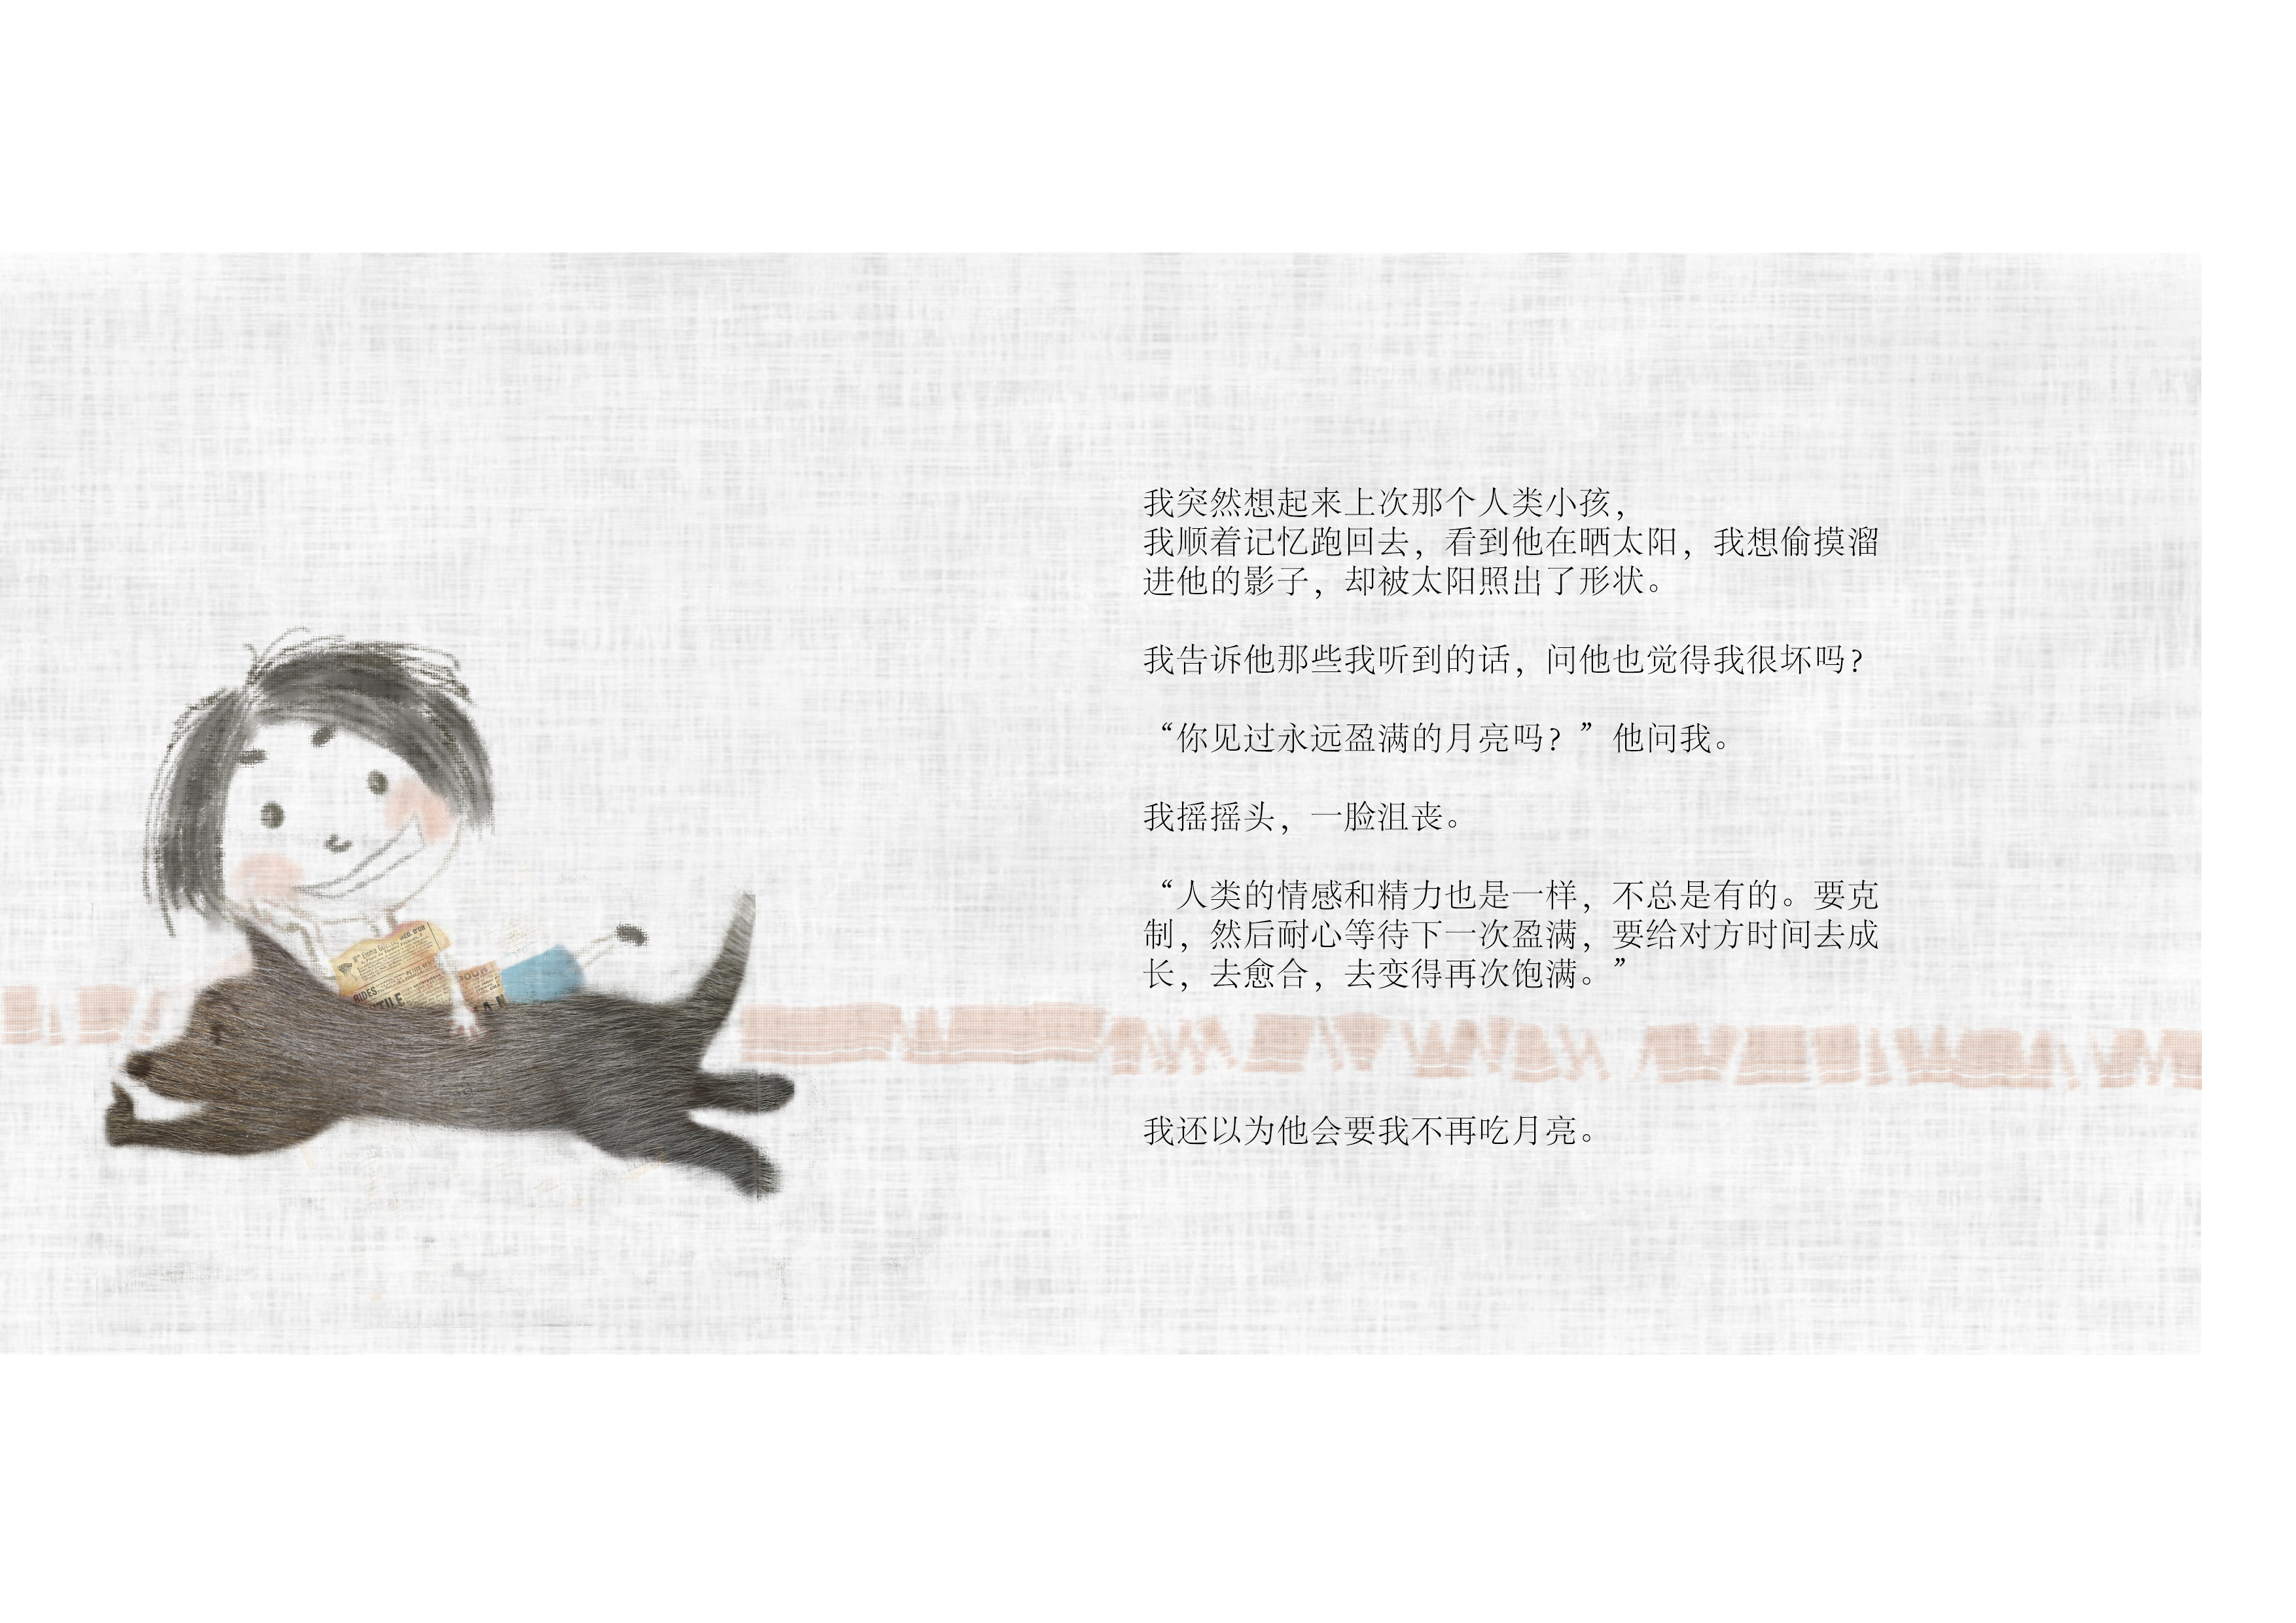 我突然想起来上次那个人类小孩，
我顺着记忆跑回去，看到他在晒太阳，我想偷摸溜
进他的影子，却被太阳照出了形状。
我告诉他那些我听到的话，问他也觉得我很坏吗？
“你见过永远盈满的月亮吗？”他问我。
我摇摇头，一脸沮丧。
“人类的情感和精力也是一样，不总是有的。要克
制，然后耐心等待下一次盈满，要给对方时间去成
长，去愈合，去变得再次饱满。”
我还以为他会要我不再吃月亮。
RIDES